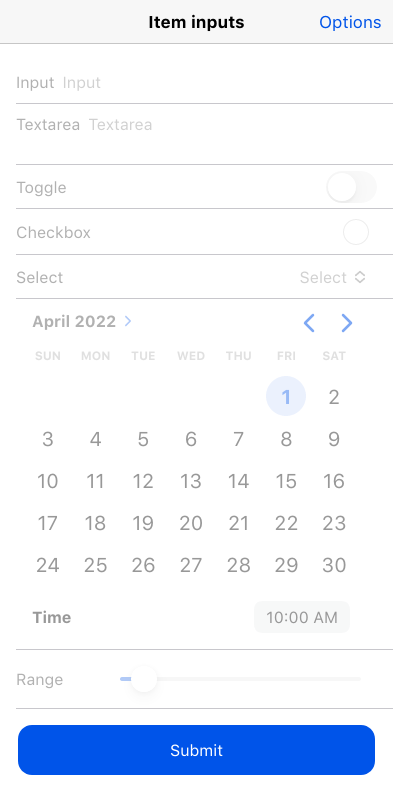 Item inputs Options
Input Input
Textarea Textarea
Toggle
Checkbox
Select Select
April 2022
SUN MON TUE WED THU FRI SAT
1 2
3 4 5 6 7 8 9
10 11 12 13 14 15 16
17 18 19 20 21 22 23
24 25 26 27 28 29 30
Time 10:00 AM
Range
Submit